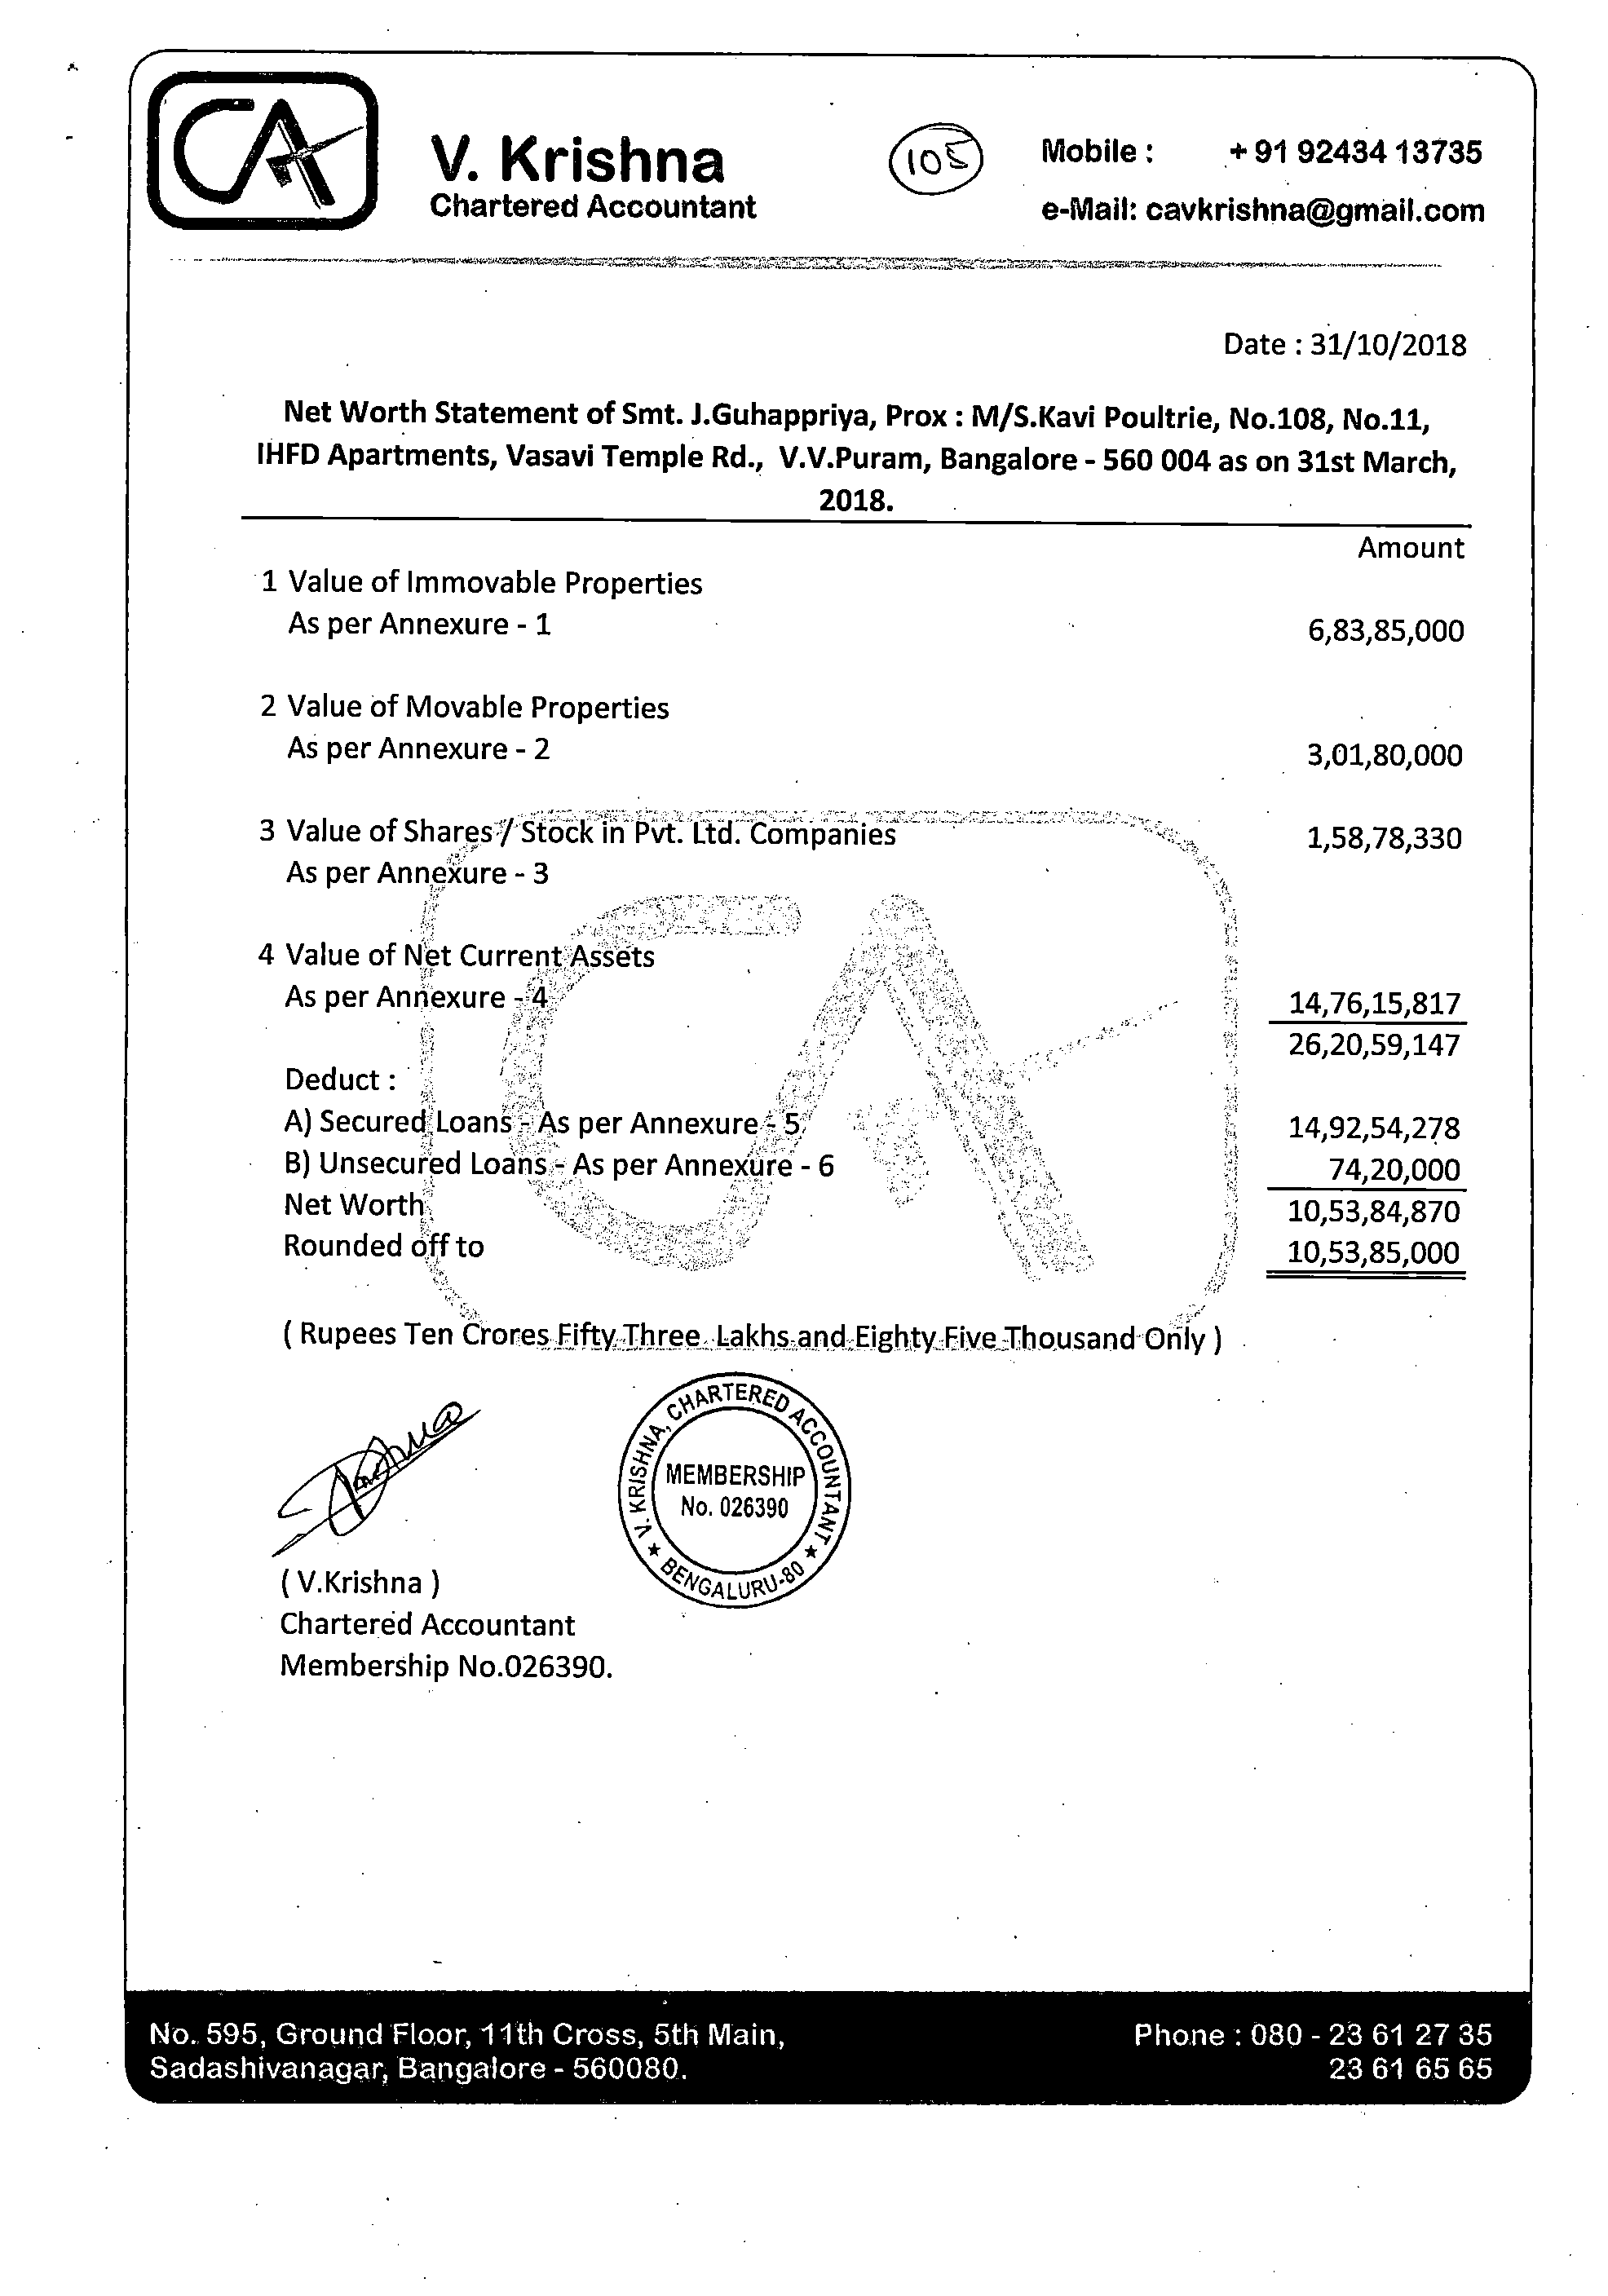 CA
V. Krishna
Chartered Accountant
105
Mobile : + 91 92434 13735
e-Mail: cavkrishna@gmail.com
Date : 31/10/2018
Net Worth Statement of Smt. J.Guhappriya, Prox : M/S.Kavi Poultrie, No.108, No.11,
IHFD Apartments, Vasavi Temple Rd., V.V.Puram, Bangalore - 560 004 as on 31st March,
2018.
Amount
1 Value of Immovable Properties
As per Annexure - 1 6,83,85,000
2 Value of Movable Properties
As per Annexure - 2 3,01,80,000
3 Value of Shares / Stock in Pvt. Ltd. Companies 1,58,78,330
As per Annexure - 3
4 Value of Net Current Assets
As per Annexure - 4 14,76,15,817
26,20,59,147
Deduct :
A) Secured Loans - As per Annexure - 5 14,92,54,278
B) Unsecured Loans - As per Annexure - 6 74,20,000
Net Worth 10,53,84,870
Rounded off to 10,53,85,000
( Rupees Ten Crores Fifty Three Lakhs and Eighty Five Thousand Only )
V. KRISHNA, CHARTERED ACCOUNTANT
MEMBERSHIP
No. 026390
★ BENGALURU-80 ★
( V.Krishna )
Chartered Accountant
Membership No.026390.
No. 595, Ground Floor, 11th Cross, 5th Main,
Sadashivanagar, Bangalore - 560080.
Phone : 080 - 23 61 27 35
23 61 65 65